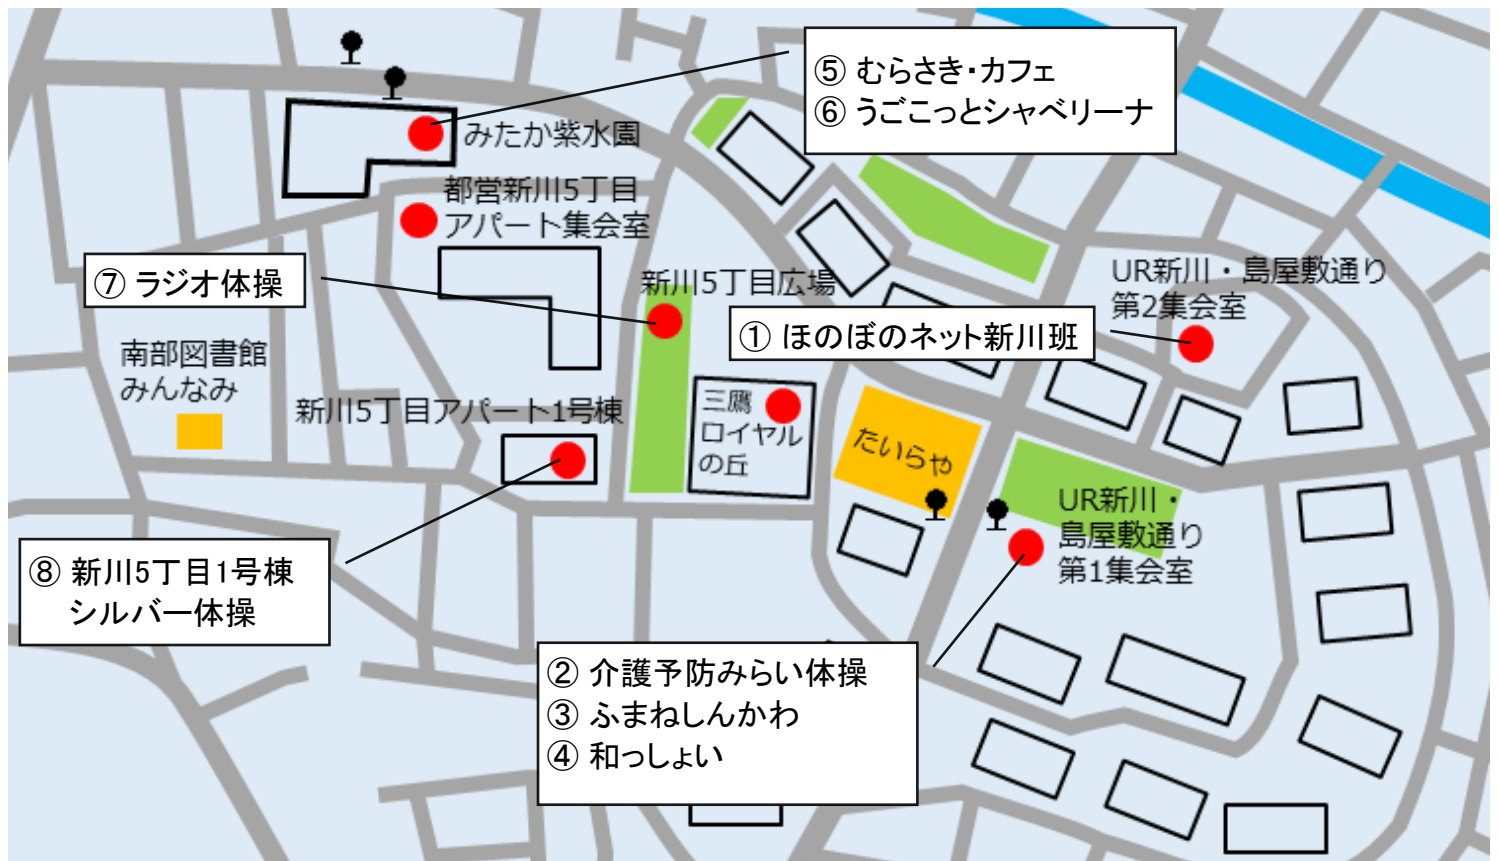 ⑤ むらさき・カフェ
⑥ うごこっとシャベリーナ
みたか紫水園
都営新川5丁目
アパート集会室
⑦ ラジオ体操
新川5丁目広場
UR新川・島屋敷通り
第2集会室
① ほのぼのネット新川班
南部図書館
みんなみ
新川5丁目アパート1号棟
三鷹
ロイヤル
の丘
たいらや
UR新川・
島屋敷通り
第1集会室
⑧ 新川5丁目1号棟
シルバー体操
② 介護予防みらい体操
③ ふまねしんかわ
④ 和っしょい